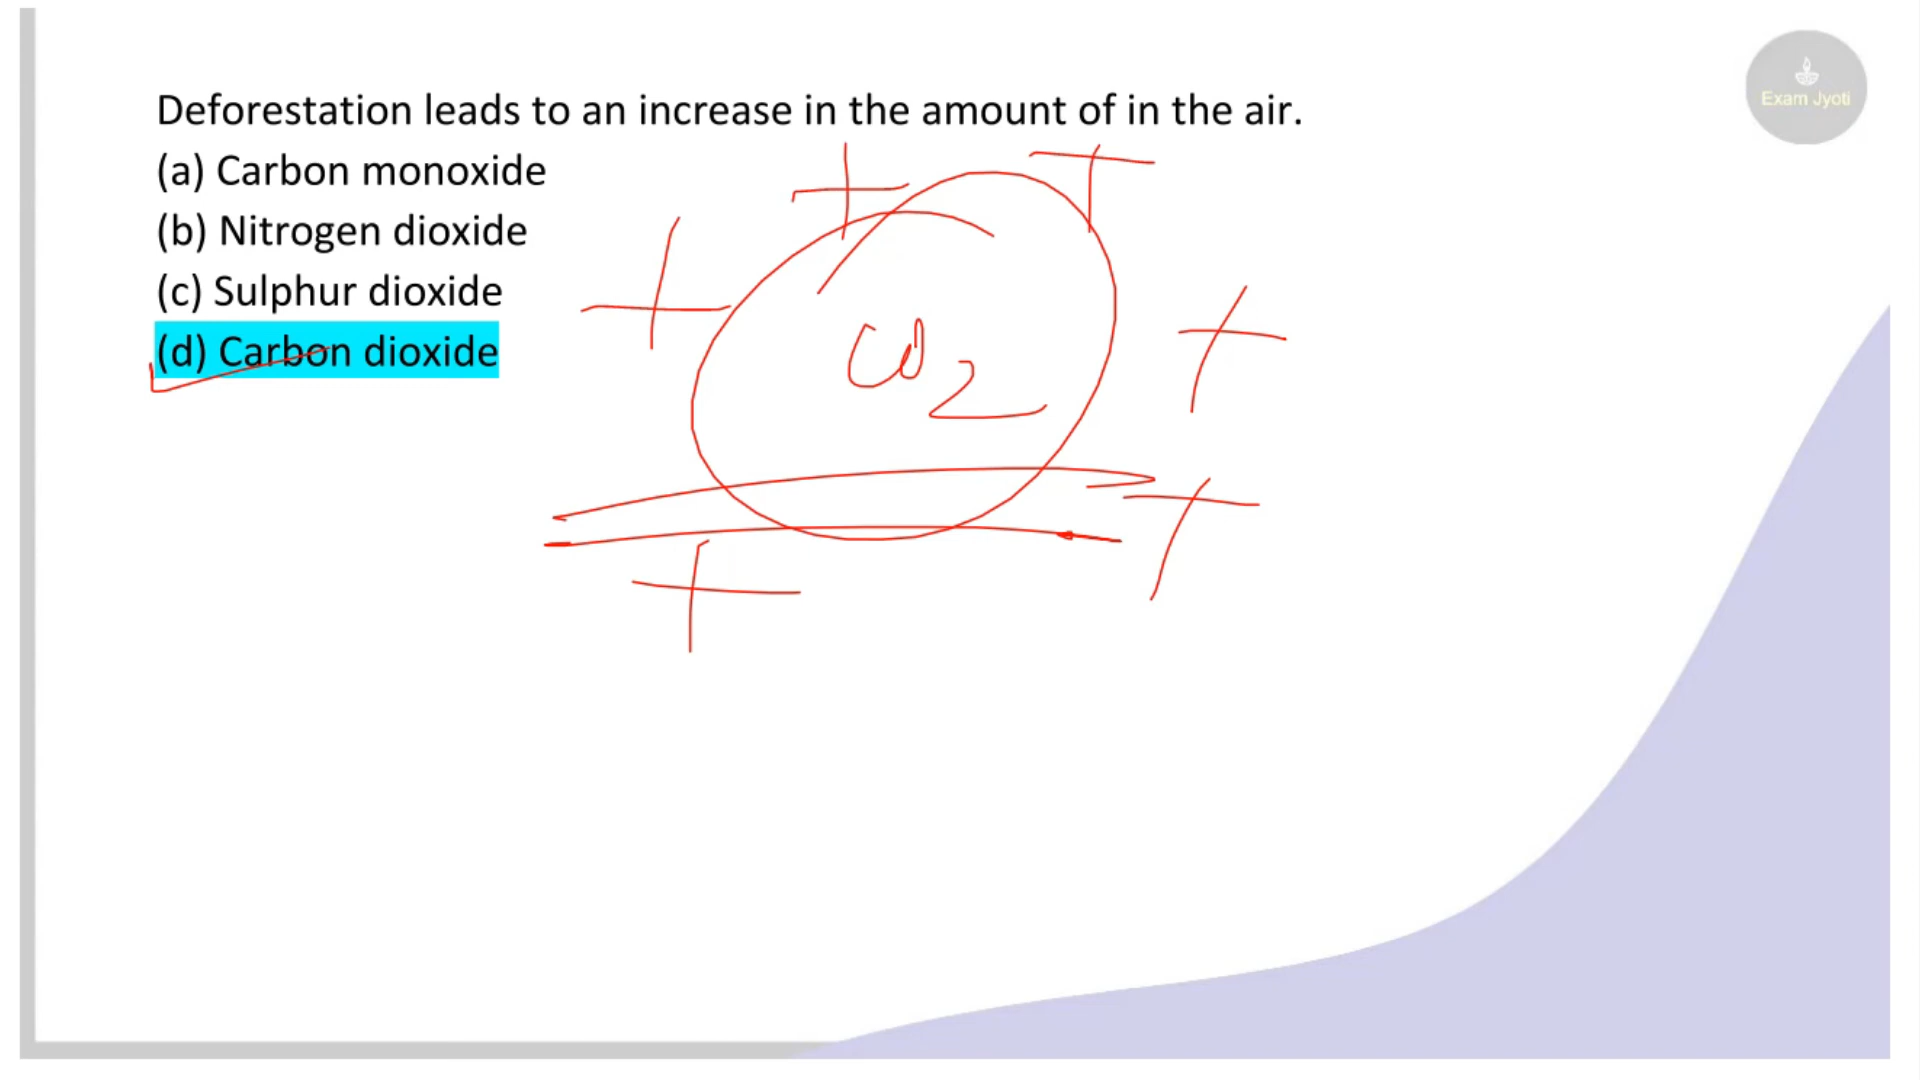 Exam Jyoti
Deforestation leads to an increase in the amount of in the air.
(a) Carbon monoxide
(b) Nitrogen dioxide
(c) Sulphur dioxide
(d) Carbon dioxide
CO2